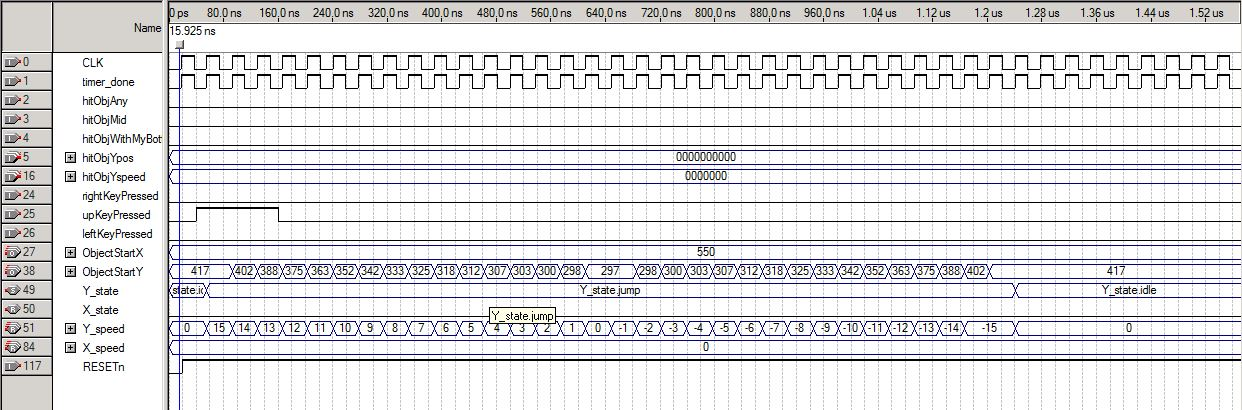 0 ps 80.0 ns 160.0 ns 240.0 ns 320.0 ns 400.0 ns 480.0 ns 560.0 ns 640.0 ns 720.0 ns 800.0 ns 880.0 ns 960.0 ns 1.04 us 1.12 us 1.2 us 1.28 us 1.36 us 1.44 us 1.52 us
Name 15.925 ns
0 CLK
1 timer_done
2 hitObjAny
3 hitObjMid
4 hitObjWithMyBott
5 hitObjYpos 0000000000
16 hitObjYspeed 0000000
24 rightKeyPressed
25 upKeyPressed
26 leftKeyPressed
27 ObjectStartX 550
38 ObjectStartY 417 402 388 375 363 352 342 333 325 318 312 307 303 300 298 297 298 300 303 307 312 318 325 333 342 352 363 375 388 402 417
49 Y_state state.i Y_state.jump Y_state.idle
50 X_state
Y_state.jump
51 Y_speed 0 15 14 13 12 11 10 9 8 7 6 5 4 3 2 1 0 -1 -2 -3 -4 -5 -6 -7 -8 -9 -10 -11 -12 -13 -14 -15 0
84 X_speed 0
117 RESETn